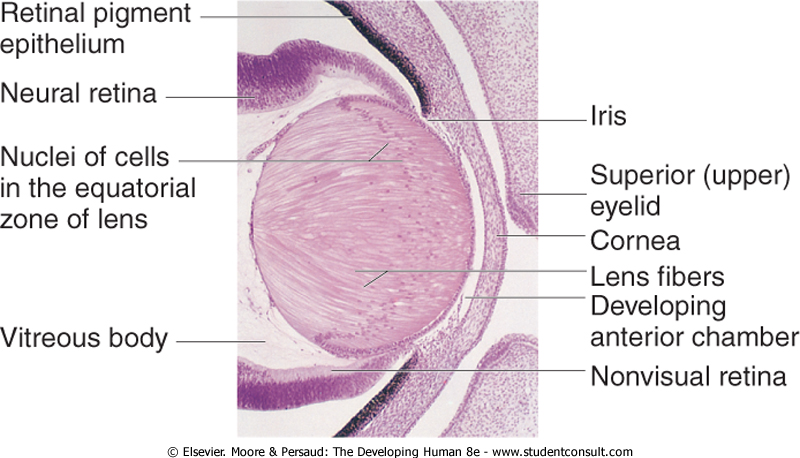 Retinal pigment
epithelium
Neural retina
Nuclei of cells
in the equatorial
zone of lens
Vitreous body
Iris
Superior (upper)
eyelid
Cornea
Lens fibers
Developing
anterior chamber
Nonvisual retina
© Elsevier. Moore & Persaud: The Developing Human 8e - www.studentconsult.com